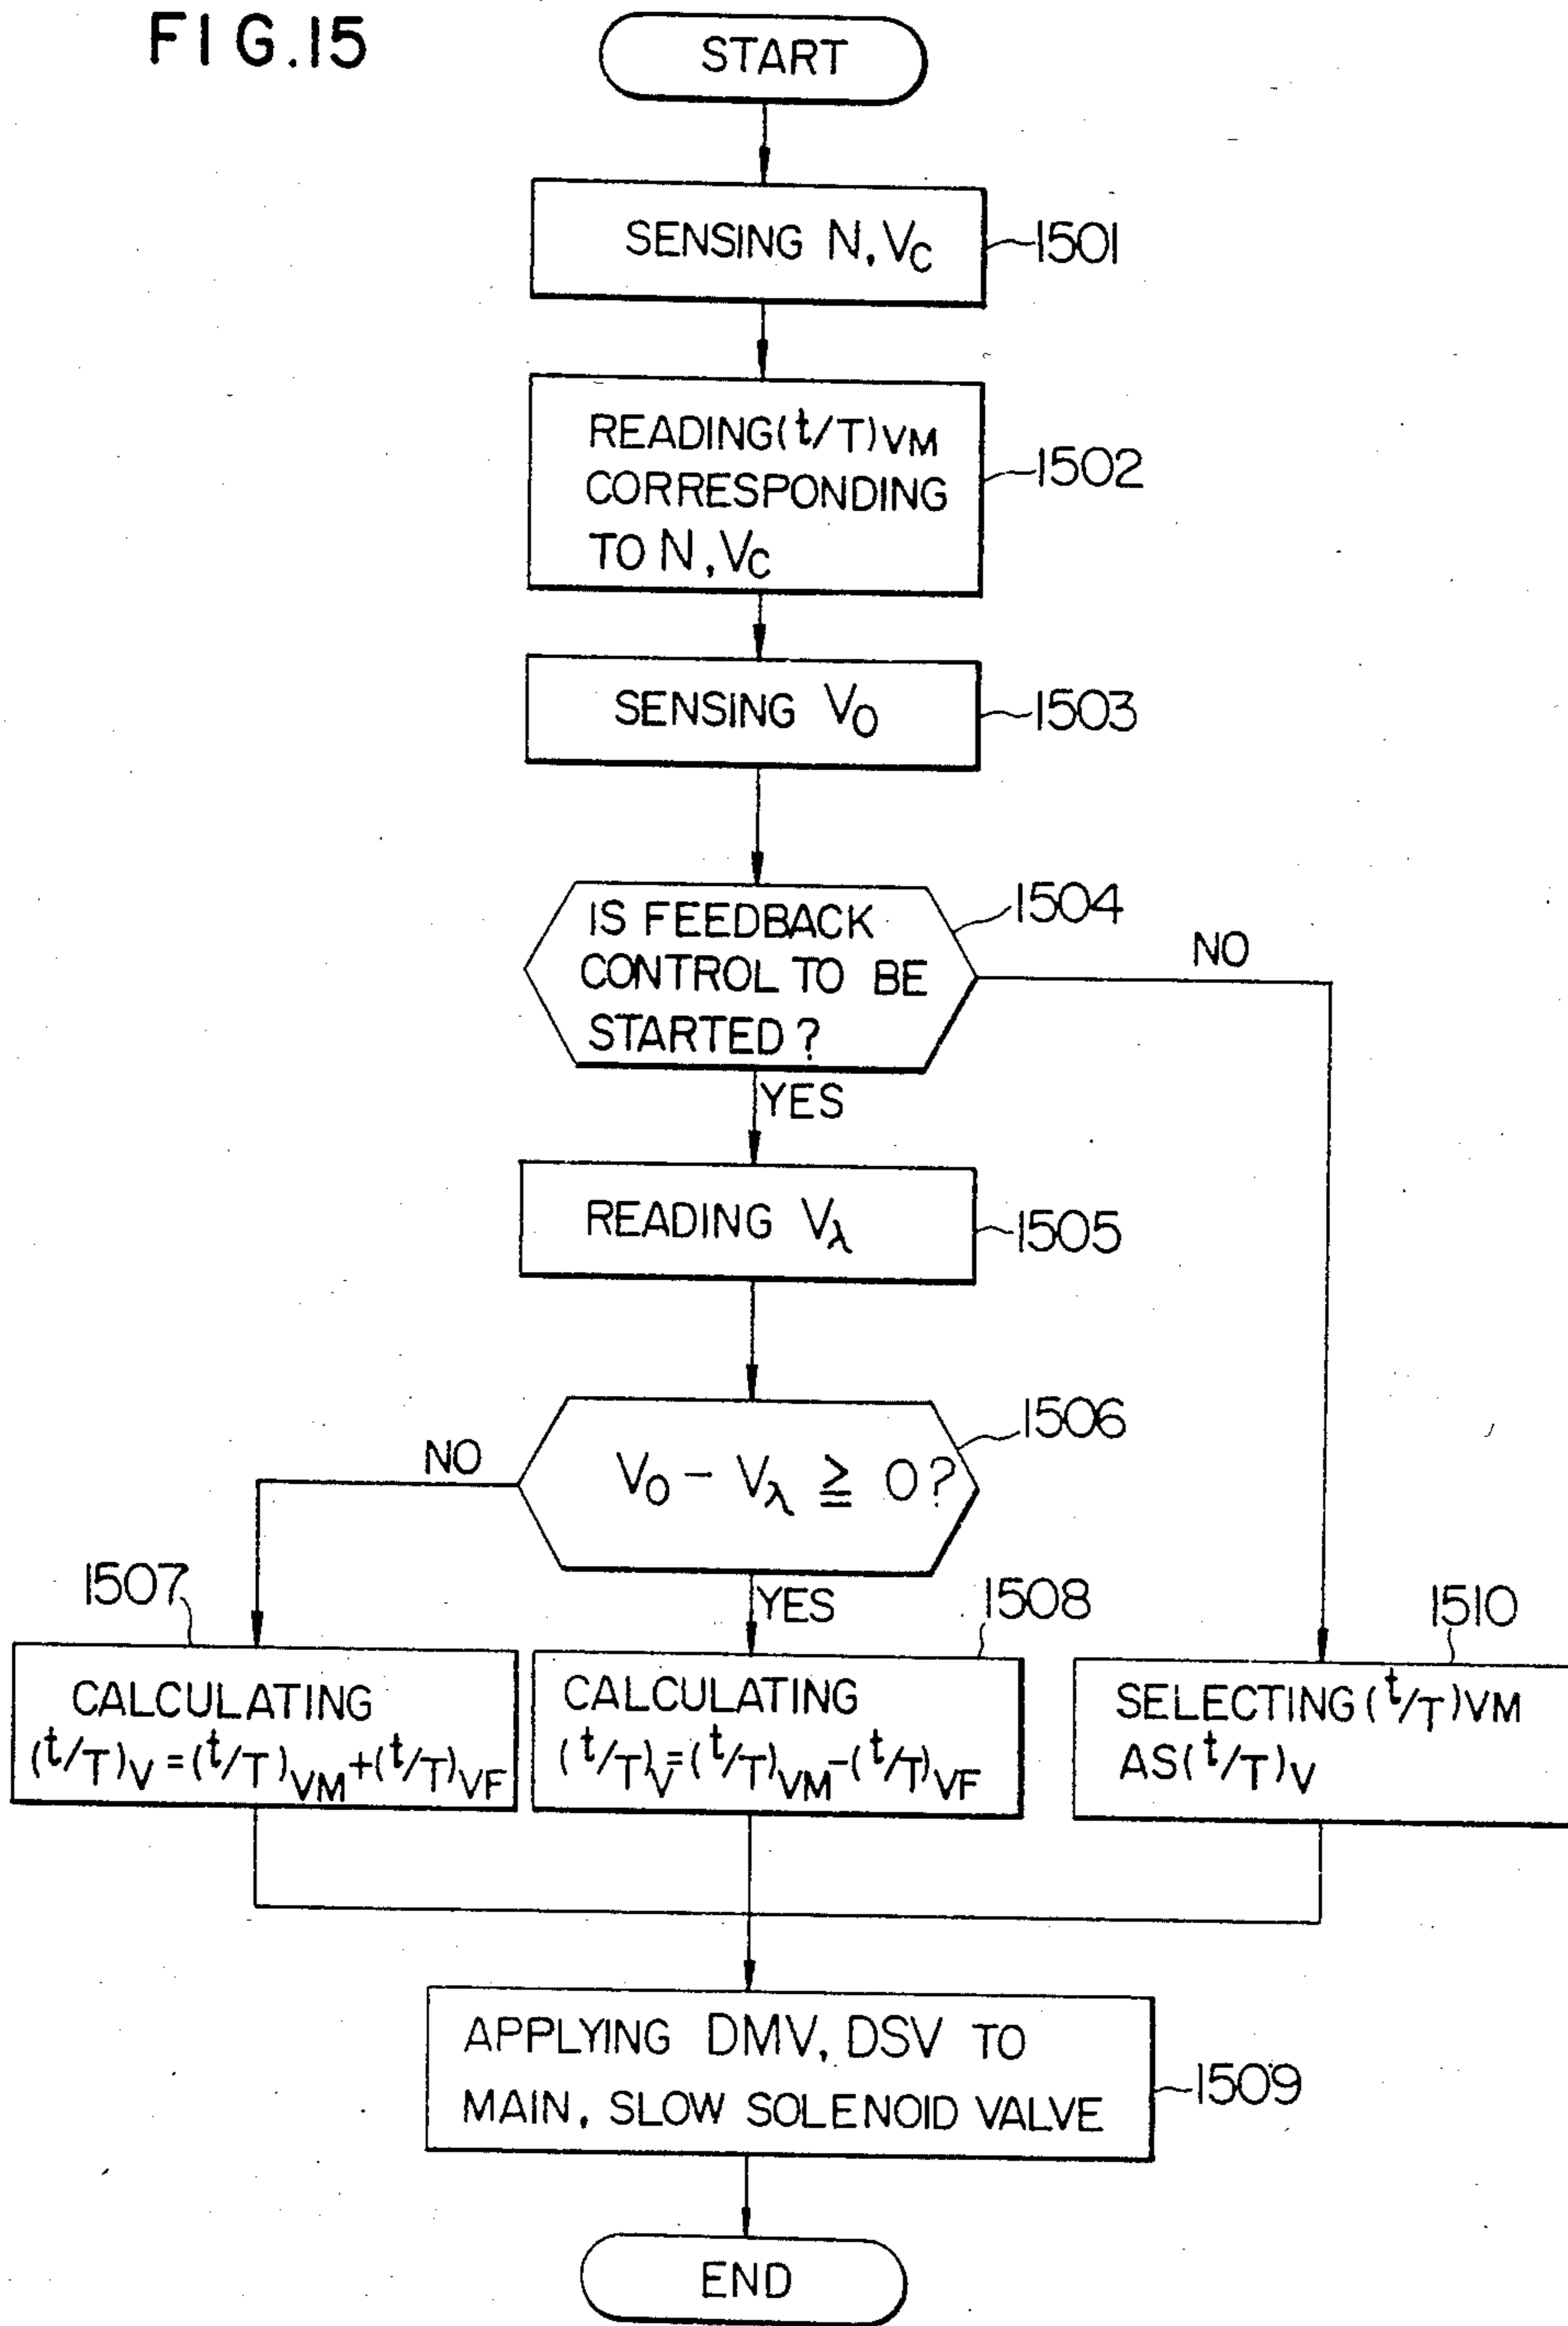 FIG.15
START
SENSING N, VC
1501
READING (t/T)VM
CORRESPONDING
TO N, VC
1502
SENSING VO
1503
IS FEEDBACK
CONTROL TO BE
STARTED?
1504
NO
YES
READING Vλ
1505
VO - Vλ ≧ 0?
1506
NO
YES
1507
CALCULATING
(t/T)V = (t/T)VM + (t/T)VF
1508
CALCULATING
(t/T)V = (t/T)VM - (t/T)VF
1510
SELECTING (t/T)VM
AS (t/T)V
APPLYING DMV, DSV TO
MAIN, SLOW SOLENOID VALVE
1509
END